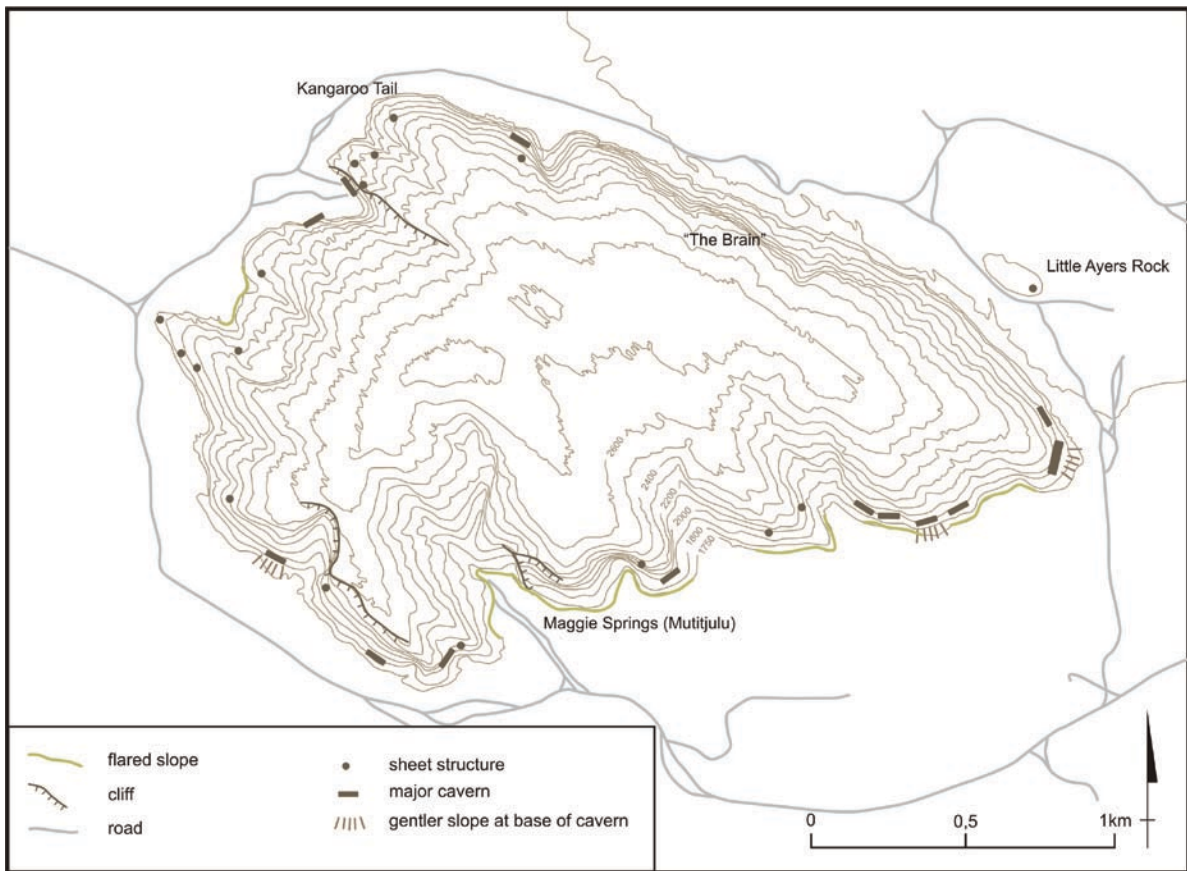 Kangaroo Tail
"The Brain"
Little Ayers Rock
2600
2400
2200
2000
1800
1750
Maggie Springs (Mutitjulu)
flared slope
cliff
road
sheet structure
major cavern
gentler slope at base of cavern
0
0,5
1km